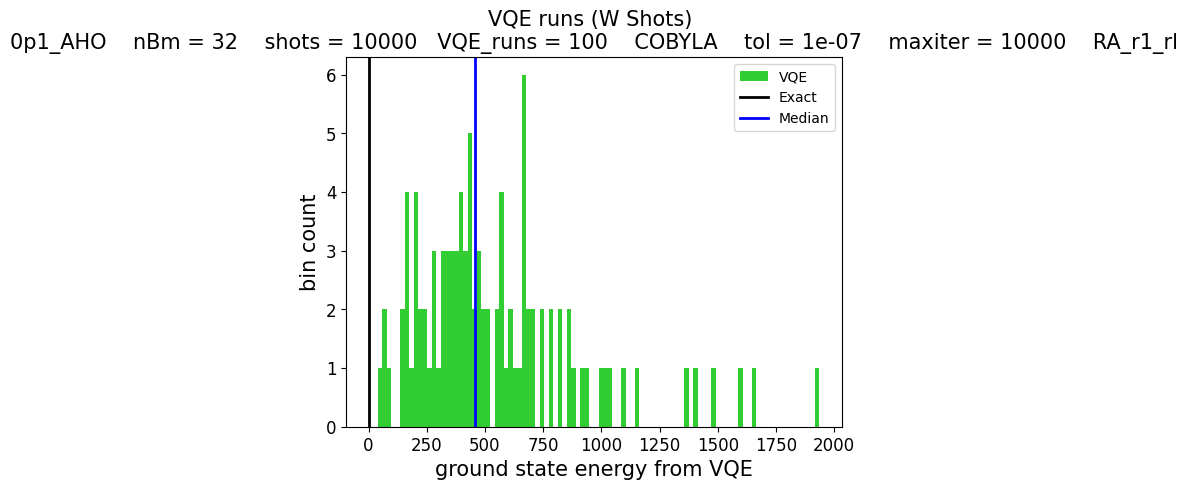 VQE runs (W Shots)
0p1_AHO    nBm = 32    shots = 10000   VQE_runs = 100    COBYLA    tol = 1e-07    maxiter = 10000    RA_r1_rl
VQE
Exact
Median
6
5
4
3
2
1
0
bin count
0 250 500 750 1000 1250 1500 1750 2000
ground state energy from VQE